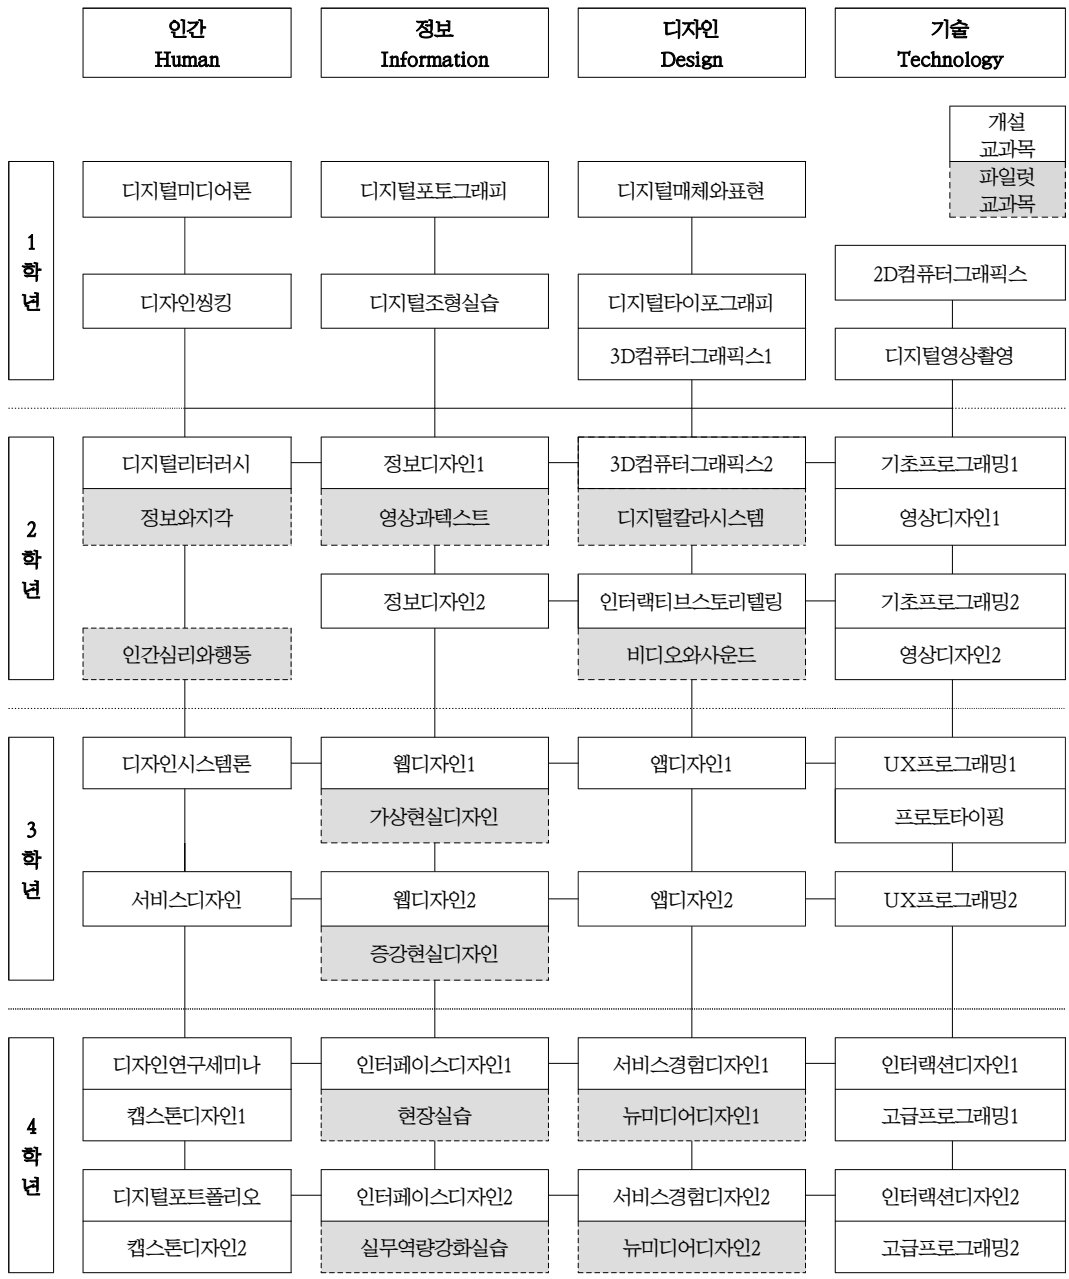 인간
Human
정보
Information
디자인
Design
기술
Technology
개설
교과목
파일럿
교과목
1
학
년
디지털미디어론
디지털포토그래피
디지털매체와표현
2D컴퓨터그래픽스
디자인씽킹
디지털조형실습
디지털타이포그래피
3D컴퓨터그래픽스1
디지털영상촬영
2
학
년
디지털리터러시
정보디자인1
3D컴퓨터그래픽스2
기초프로그래밍1
정보와지각
영상과텍스트
디지털칼라시스템
영상디자인1
정보디자인2
인터랙티브스토리텔링
기초프로그래밍2
인간심리와행동
비디오와사운드
영상디자인2
3
학
년
디자인시스템론
웹디자인1
앱디자인1
UX프로그래밍1
가상현실디자인
프로토타이핑
서비스디자인
웹디자인2
앱디자인2
UX프로그래밍2
증강현실디자인
4
학
년
디자인연구세미나
인터페이스디자인1
서비스경험디자인1
인터랙션디자인1
캡스톤디자인1
현장실습
뉴미디어디자인1
고급프로그래밍1
디지털포트폴리오
인터페이스디자인2
서비스경험디자인2
인터랙션디자인2
캡스톤디자인2
실무역량강화실습
뉴미디어디자인2
고급프로그래밍2